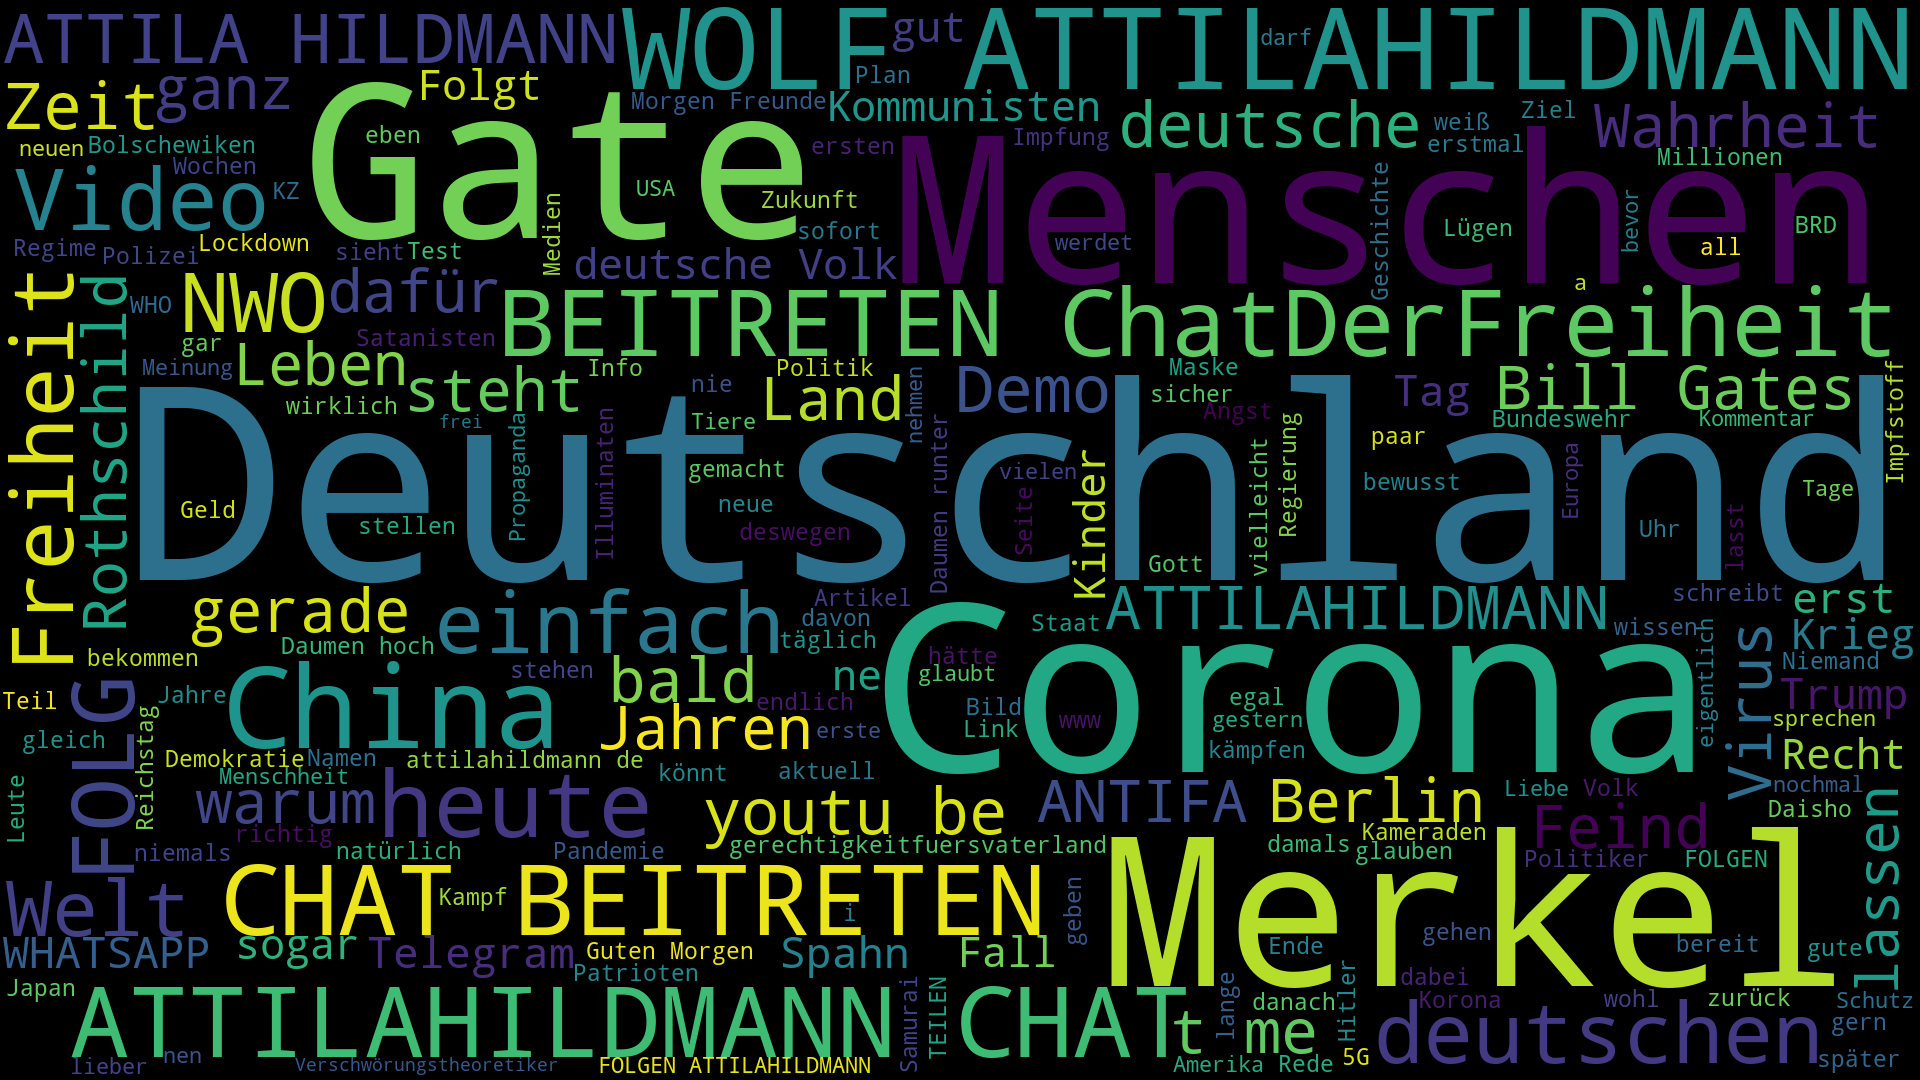 ATTILA HILDMANN
WOLF ATTILAHILDMANN
gut
darf
Plan
Zeit
ganz
Folgt
Gate
Morgen Freunde
Kommunisten
deutsche
weiß
Ziel
Wahrheit
neuen
Bolschewiken
eben
ersten
Impfung
erstmal
Millionen
Menschen
Wochen
Video
KZ
USA
Zukunft
Medien
Geschichte
bevor
Lügen
BRD
Regime
Polizei
Lockdown
sieht
Test
sofort
werdet
all
deutsche Volk
Freiheit
Rothschild
WHO
NWO
dafür
a
BEITRETEN ChatDerFreiheit
gar
Satanisten
Meinung
Leben
steht
Info
nie
Politik
Land
nehmen
Demo
Maske
sicher
Tag
Bill Gates
Impfstoff
wirklich
frei
Tiere
Angst
Bundeswehr
Kommentar
Deutschland
Propaganda
Illuminaten
gemacht
Daumen runter
vielen
Kinder
vielleicht
Regierung
paar
bewusst
Europa
Tage
Geld
stellen
neue
deswegen
Seite
Gott
Uhr
lasst
gerade
einfach
Artikel
davon
täglich
Staat
ATTILAHILDMANN
schreibt
erst
wissen
Krieg
bekommen
Daumen hoch
stehen
bald
ne
hätte
glaubt
Corona
eigentlich
Virus
Niemand
Trump
Teil
FOLG
Jahre
China
endlich
Bild
Link
www
egal
gestern
sprechen
gleich
Reichstag
Jahren
erste
kämpfen
Recht
Demokratie
Namen
attilahildmann de
könnt
aktuell
Menschheit
nochmal
Leute
warum
heute
youtu be
ANTIFA
Berlin
Liebe
Volk
Feind
Daisho
lassen
richtig
niemals
natürlich
Pandemie
gerechtigkeitfuersvaterland
damals
Kameraden
glauben
Politiker
FOLGEN
Merkel
Welt
CHAT BEITRETEN
Kampf
i
geben
WHATSAPP
sogar
Telegram
Guten Morgen
Patrioten
Spahn
Fall
Ende
gehen
bereit
gute
Japan
ATTILAHILDMANN CHAT
Samurai
TEILEN
t me
lange
danach
Hitler
dabei
Korona
wohl
zurück
Schutz
gern
deutschen
lieber
nen
Verschwörungstheoretiker
FOLGEN ATTILAHILDMANN
Amerika Rede
5G
später